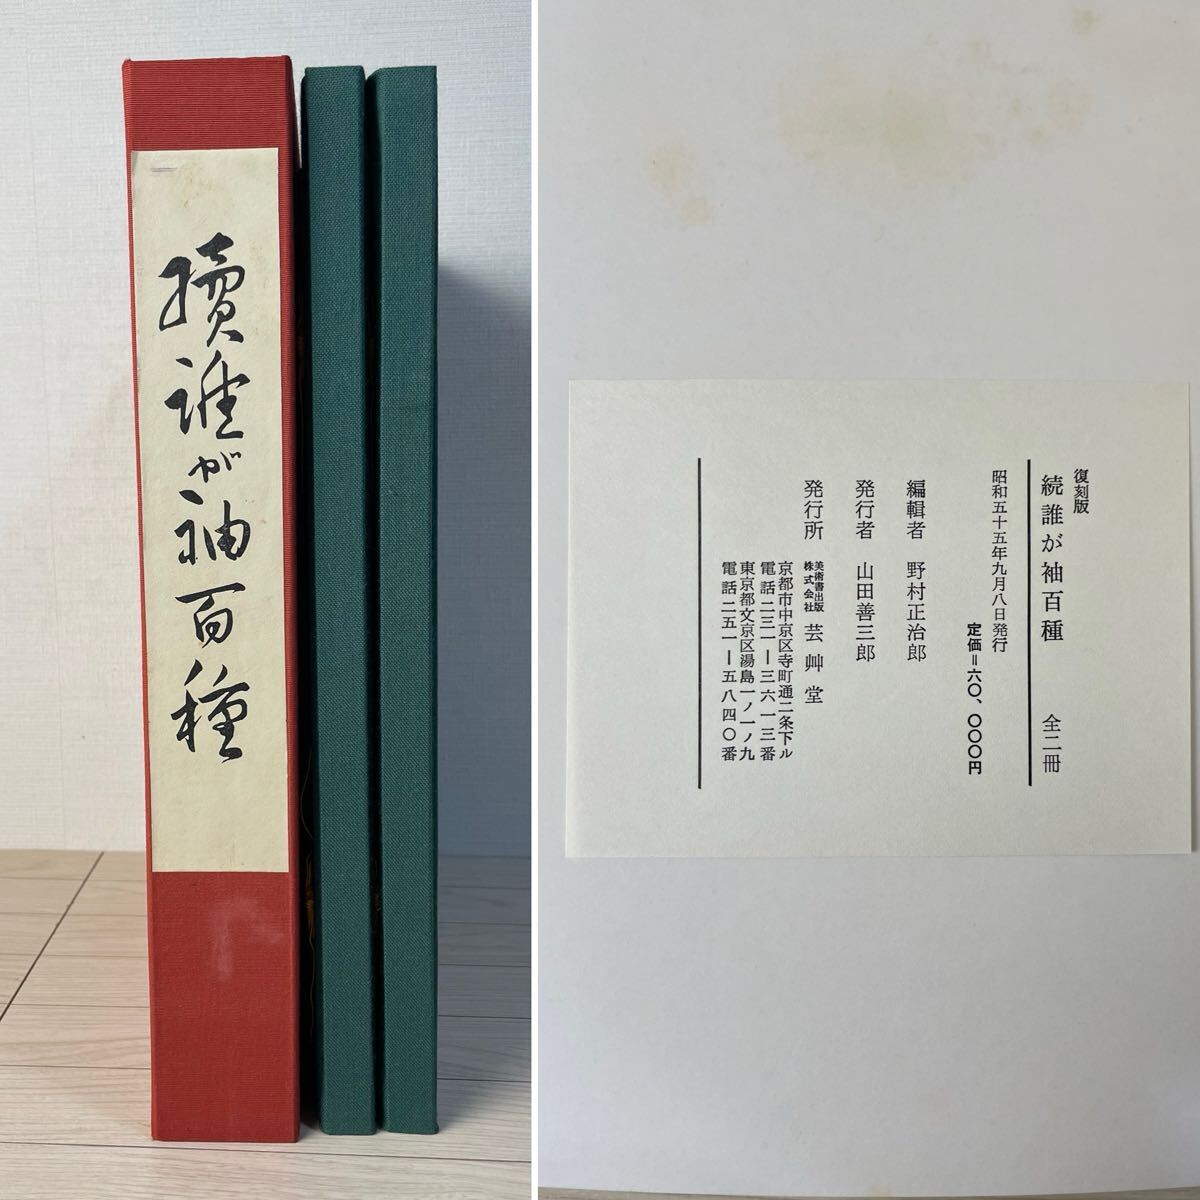 續誰が袖百種
復刻版
続誰が袖百種 全二冊
昭和五十五年九月八日発行
定価=六〇、〇〇〇円
編輯者 野村正治郎
発行者 山田善三郎
発行所 美術書出版 株式会社 芸艸堂
京都市中京区寺町通二条下ル
電話二三一ー三六一三番
東京都文京区湯島一ノ一ノ九
電話二五一ー五八四〇番